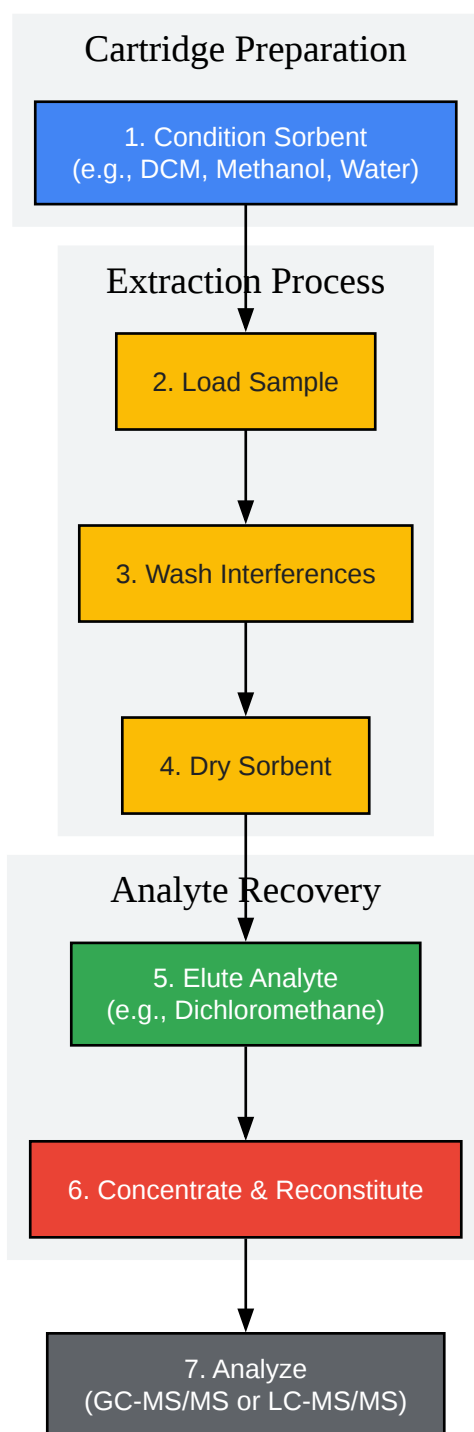 Cartridge Preparation
1. Condition Sorbent
(e.g., DCM, Methanol, Water)
Extraction Process
2. Load Sample
3. Wash Interferences
4. Dry Sorbent
Analyte Recovery
5. Elute Analyte
(e.g., Dichloromethane)
6. Concentrate & Reconstitute
7. Analyze
(GC-MS/MS or LC-MS/MS)